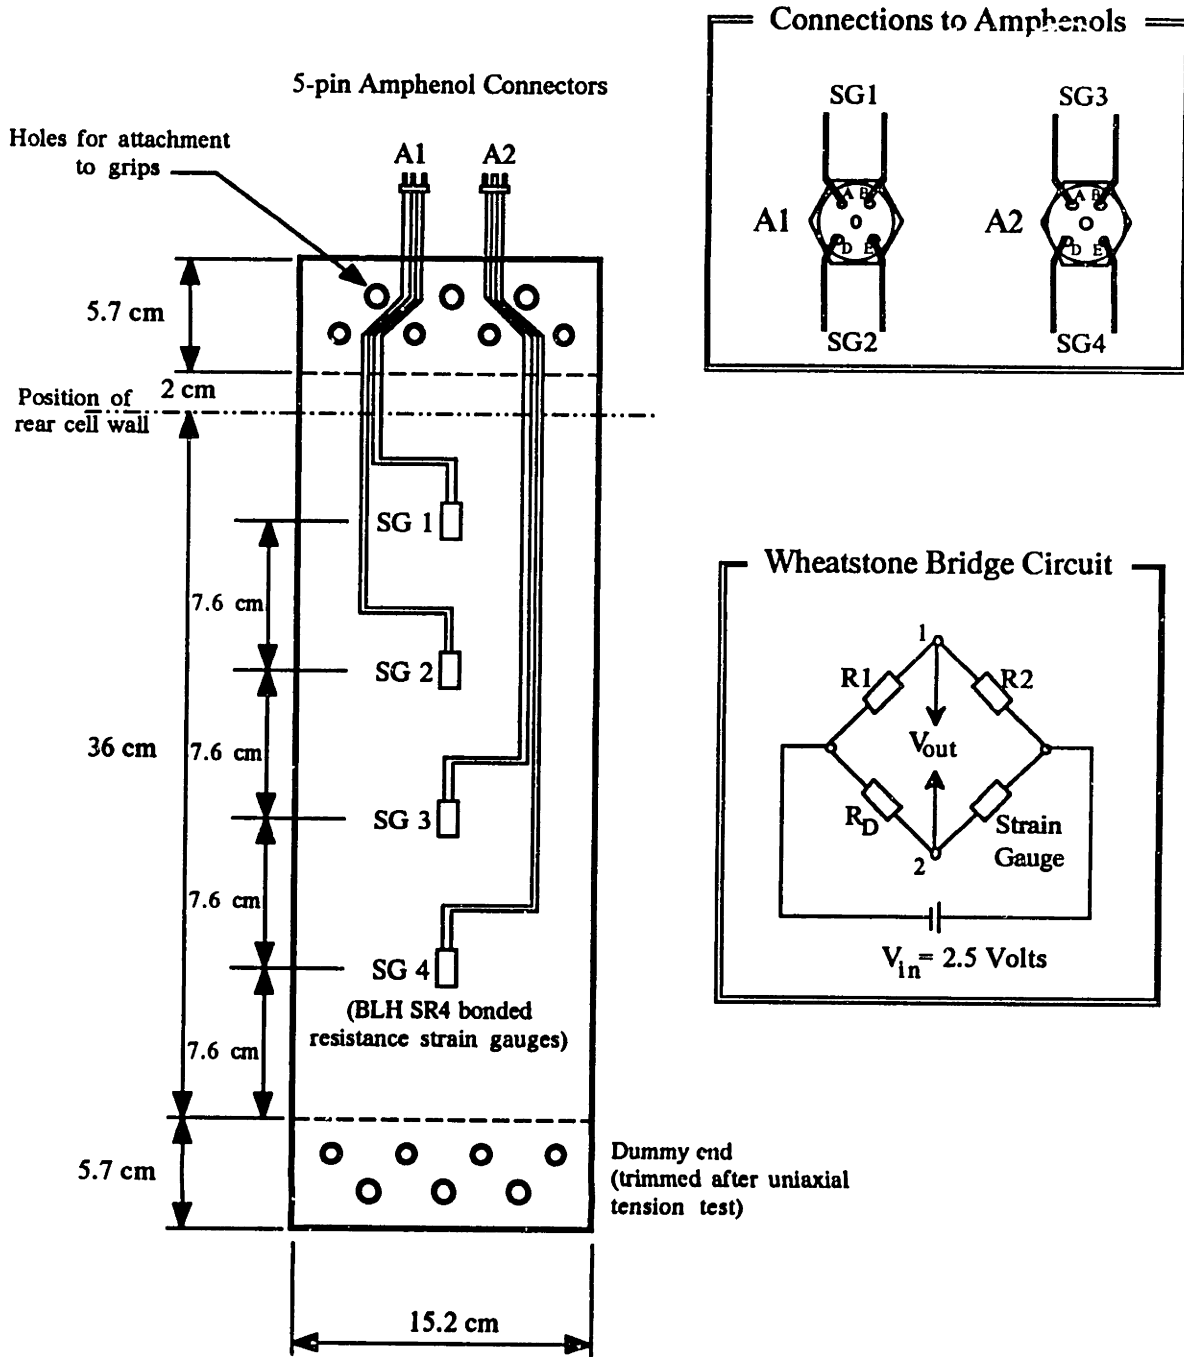 Connections to Amphenols
5-pin Amphenol Connectors
Holes for attachment
to grips
A1
A2
SG1
SG3
A1
A
B
D
E
A2
A
B
D
E
SG2
SG4
5.7 cm
2 cm
Position of
rear cell wall
SG 1
7.6 cm
SG 2
36 cm
7.6 cm
SG 3
7.6 cm
SG 4
(BLH SR4 bonded
resistance strain gauges)
7.6 cm
5.7 cm
Dummy end
(trimmed after uniaxial
tension test)
15.2 cm
Wheatstone Bridge Circuit
1
R1
R2
Vout
RD
Strain
Gauge
2
Vin= 2.5 Volts